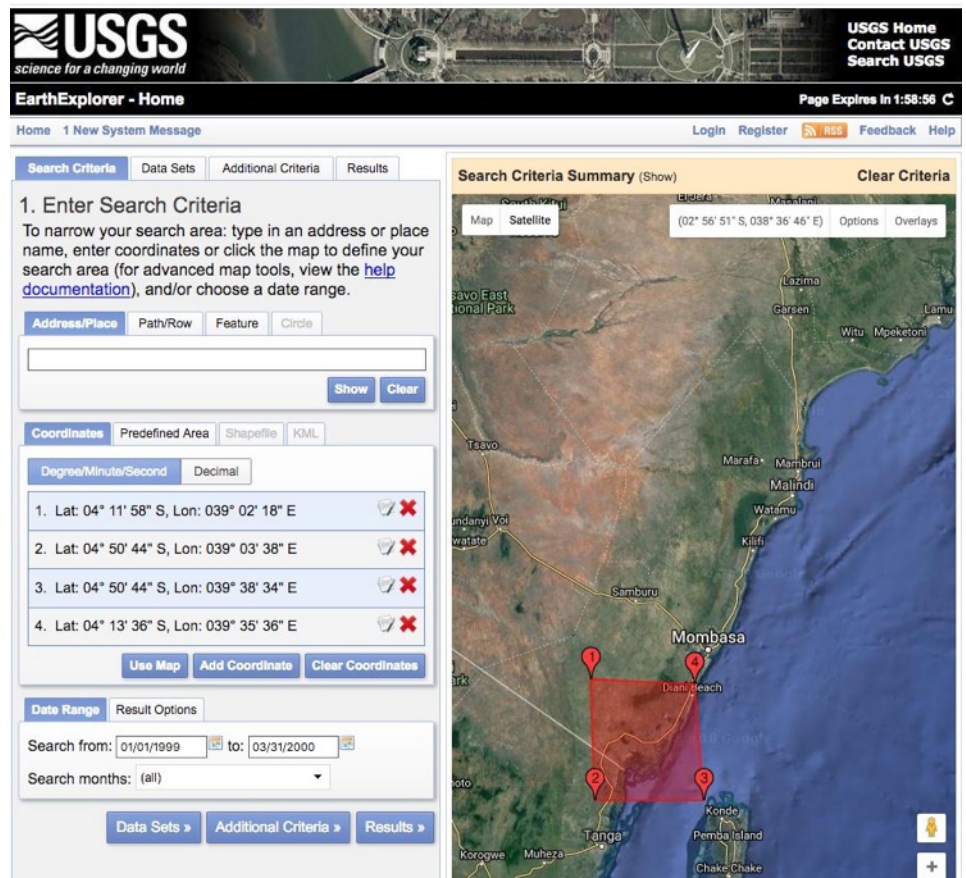 USGS
science for a changing world
USGS Home
Contact USGS
Search USGS
EarthExplorer - Home
Page Expires In 1:58:56
Home 1 New System Message
Login Register RSS Feedback Help
Search Criteria Data Sets Additional Criteria Results
1. Enter Search Criteria
To narrow your search area: type in an address or place
name, enter coordinates or click the map to define your
search area (for advanced map tools, view the help
documentation), and/or choose a date range.
Address/Place Path/Row Feature Circle
Show Clear
Coordinates Predefined Area Shapefile KML
Degree/Minute/Second Decimal
1. Lat: 04° 11' 58" S, Lon: 039° 02' 18" E
2. Lat: 04° 50' 44" S, Lon: 039° 03' 38" E
3. Lat: 04° 50' 44" S, Lon: 039° 38' 34" E
4. Lat: 04° 13' 36" S, Lon: 039° 35' 36" E
Use Map Add Coordinate Clear Coordinates
Date Range Result Options
Search from: 01/01/1999 to: 03/31/2000
Search months: (all)
Data Sets » Additional Criteria » Results »
Search Criteria Summary (Show) Clear Criteria
Map Satellite
(02° 56' 51" S, 038° 36' 46" E) Options Overlays
Masalani
Lazima
Garsen
Lamu
Witu Mpeketoni
Tsavo
Marafa
Mambrui
Malindi
Watamu
Voi
Kilifi
Samburu
Mombasa
1
4
Diani Beach
2
3
Konde
Tanga
Pemba Island
Korogwe
Muheza
Chake Chake
+